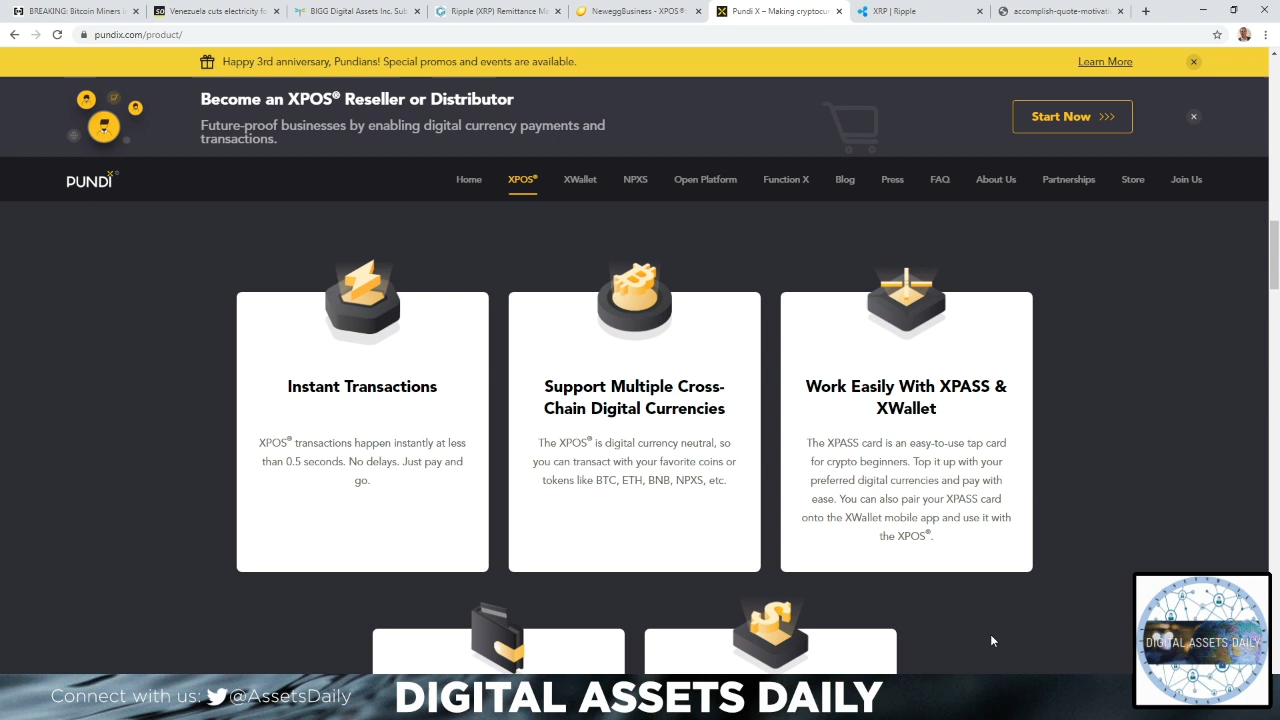 BREAKING: Bitcoin Miners i
Venezuela cuts electricity fo
BIGG Digital Assets Inc. Sub
Ripple (XRP) Remittance M
NeweggBusiness - XPOS®
Pundi X – Making cryptocu
XRP | Ripple
accomplish-quote-motivati
pundix.com/product/
Happy 3rd anniversary, Pundians! Special promos and events are available.
Learn More
Become an XPOS® Reseller or Distributor
Future-proof businesses by enabling digital currency payments and
transactions.
Start Now >>>
PUNDI X
Home
XPOS®
XWallet
NPXS
Open Platform
Function X
Blog
Press
FAQ
About Us
Partnerships
Store
Join Us
Instant Transactions
XPOS® transactions happen instantly at less
than 0.5 seconds. No delays. Just pay and
go.
Support Multiple Cross-
Chain Digital Currencies
The XPOS® is digital currency neutral, so
you can transact with your favorite coins or
tokens like BTC, ETH, BNB, NPXS, etc.
Work Easily With XPASS &
XWallet
The XPASS card is an easy-to-use tap card
for crypto beginners. Top it up with your
preferred digital currencies and pay with
ease. You can also pair your XPASS card
onto the XWallet mobile app and use it with
the XPOS®.
DIGITAL ASSETS DAILY
Connect with us: @AssetsDaily
DIGITAL ASSETS DAILY